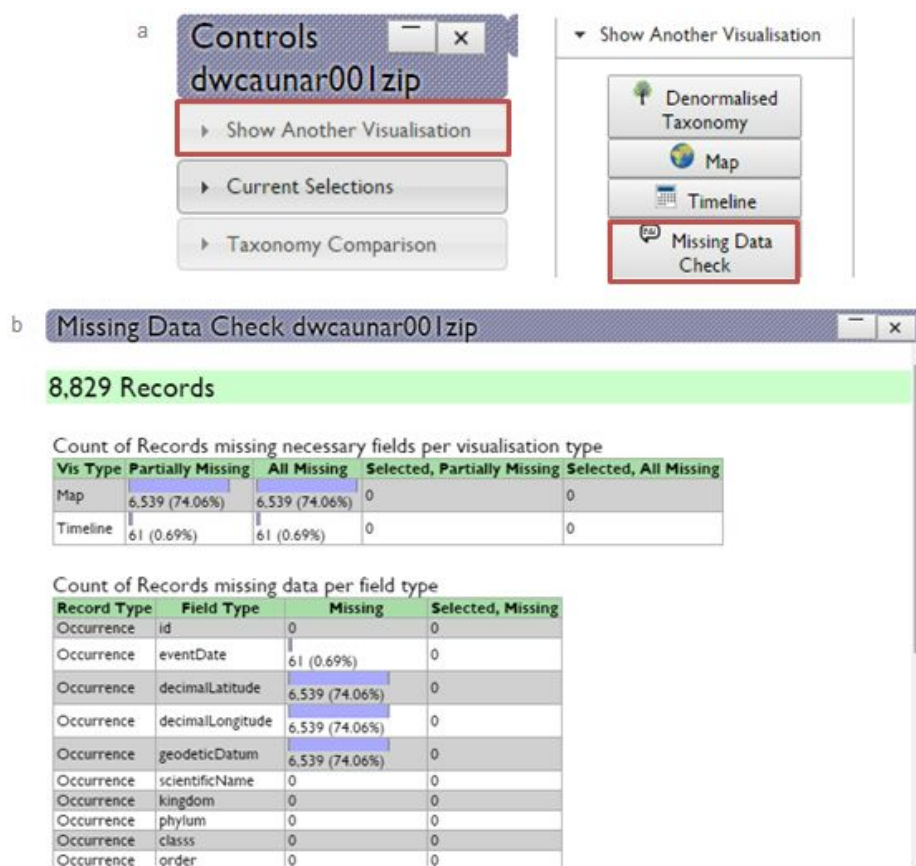 a
Controls
dwcaunar001zip
Show Another Visualisation
Current Selections
Taxonomy Comparison
Show Another Visualisation
Denormalised
Taxonomy
Map
Timeline
Missing Data
Check
b
Missing Data Check dwcaunar001zip
8,829 Records
Count of Records missing necessary fields per visualisation type
Vis Type Partially Missing All Missing Selected, Partially Missing Selected, All Missing
Map 6,539 (74.06%) 6,539 (74.06%) 0 0
Timeline 61 (0.69%) 61 (0.69%) 0 0
Count of Records missing data per field type
Record Type Field Type Missing Selected, Missing
Occurrence id 0 0
Occurrence eventDate 61 (0.69%) 0
Occurrence decimalLatitude 6,539 (74.06%) 0
Occurrence decimalLongitude 6,539 (74.06%) 0
Occurrence geodeticDatum 6,539 (74.06%) 0
Occurrence scientificName 0 0
Occurrence kingdom 0 0
Occurrence phylum 0 0
Occurrence classs 0 0
Occurrence order 0 0